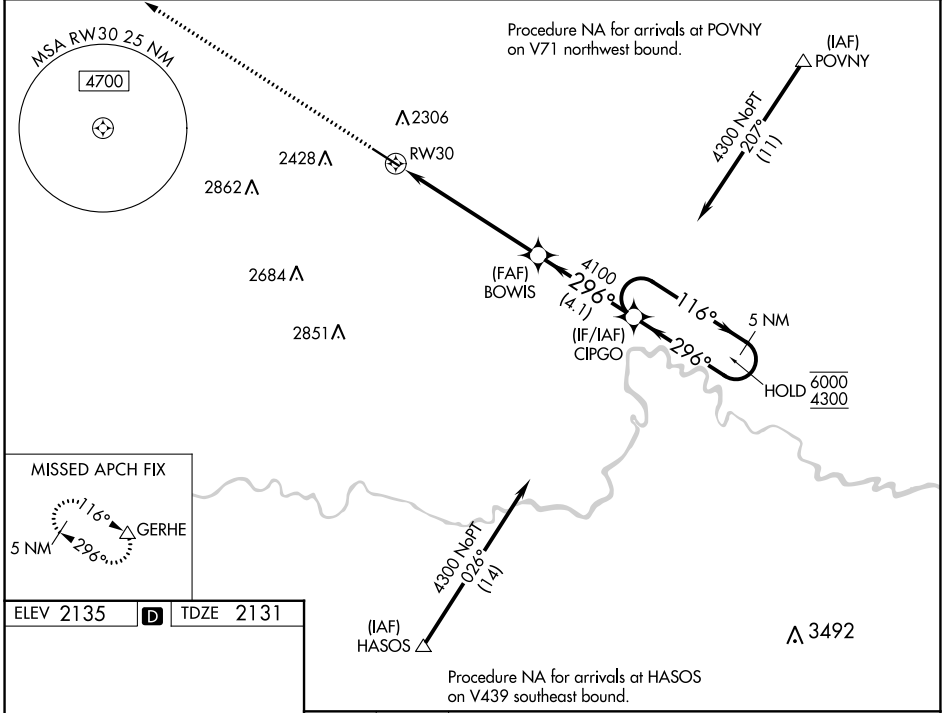 Procedure NA for arrivals at POVNY
on V71 northwest bound.
MSA RW30 25 NM
4700
(IAF)
POVNY
4300 NoPT
207°
(11)
2306
RW30
2428
2862
2684
2851
(FAF)
BOWIS
4100
296°
(4.1)
(IF/IAF)
CIPGO
116°
296°
5 NM
HOLD 6000
4300
MISSED APCH FIX
116°
GERHE
5 NM
296°
4300 NoPT
026°
(14)
ELEV 2135 D TDZE 2131
(IAF)
HASOS
3492
Procedure NA for arrivals at HASOS
on V439 southeast bound.